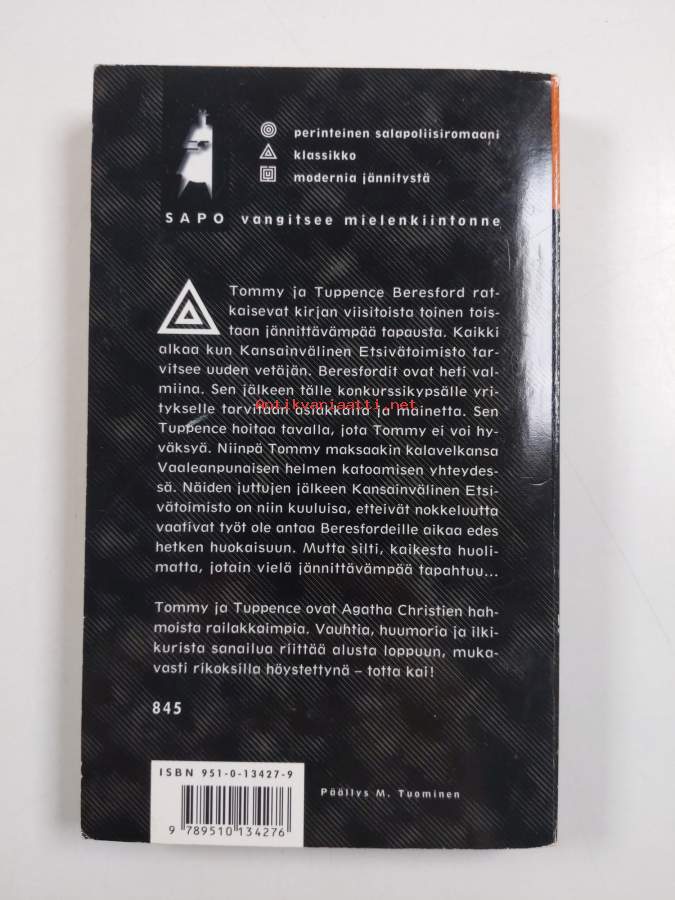 perinteinen salapoliisiromaani
klassikko
modernia jännitystä
SAPO vangitsee mielenkiintonne
Tommy ja Tuppence Beresford rat-
kaisevat kirjan viisitoista toinen tois-
taan jännittävämpää tapausta. Kaikki
alkaa kun Kansainvälinen Etsivätoimisto tar-
vitsee uuden vetäjän. Beresfordit ovat heti val-
miina. Sen jälkeen tälle konkurssikypsälle yri-
tykselle tarvitaan asiakkaita ja mainetta. Sen
Antikvariaatti.net
Tuppence hoitaa tavalla, jota Tommy ei voi hy-
väksyä. Niinpä Tommy maksaakin kalavelkansa
Vaaleanpunaisen helmen katoamisen yhteydes-
sä. Näiden juttujen jälkeen Kansainvälinen Etsi-
vätoimisto on niin kuuluisa, etteivät nokkeluutta
vaativat työt ole antaa Beresfordeille aikaa edes
hetken huokaisuun. Mutta silti, kaikesta huoli-
matta, jotain vielä jännittävämpää tapahtuu...
Tommy ja Tuppence ovat Agatha Christien hah-
moista railakkaimpia. Vauhtia, huumoria ja ilki-
kurista sanailua riittää alusta loppuun, muka-
vasti rikoksilla höystettynä – totta kai!
845
ISBN 951-0-13427-9
9 789510 134276
Päällys M. Tuominen